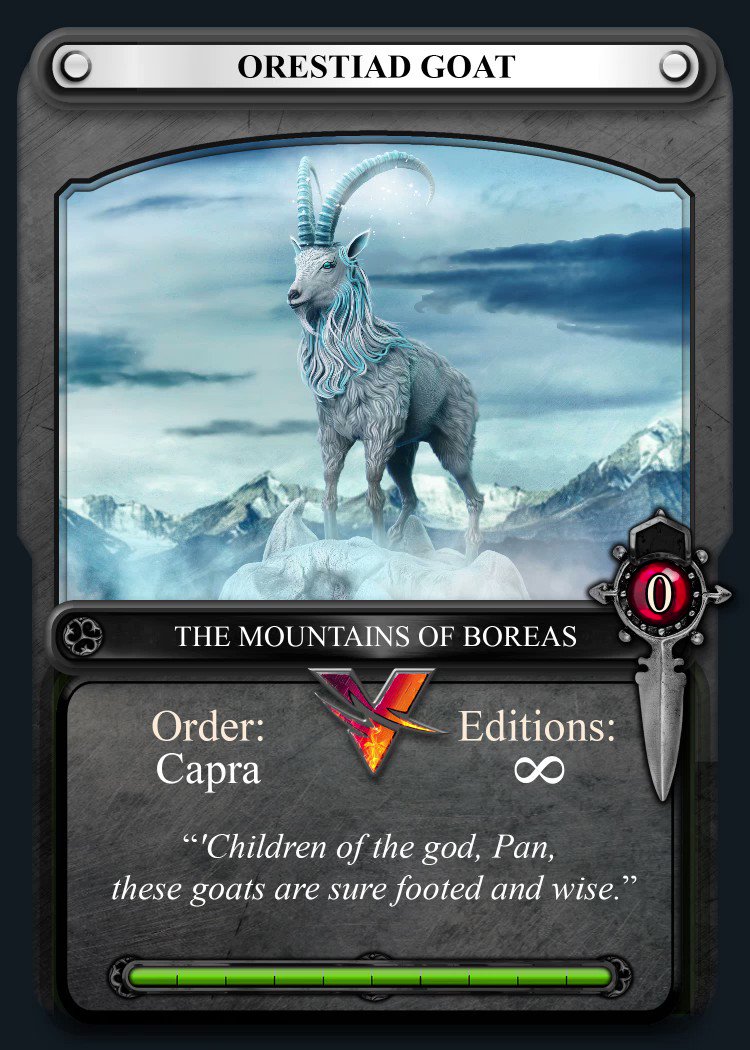 ORESTIAD GOAT
0
THE MOUNTAINS OF BOREAS
Order:
Capra
Editions:
∞
“'Children of the god, Pan,
these goats are sure footed and wise.”